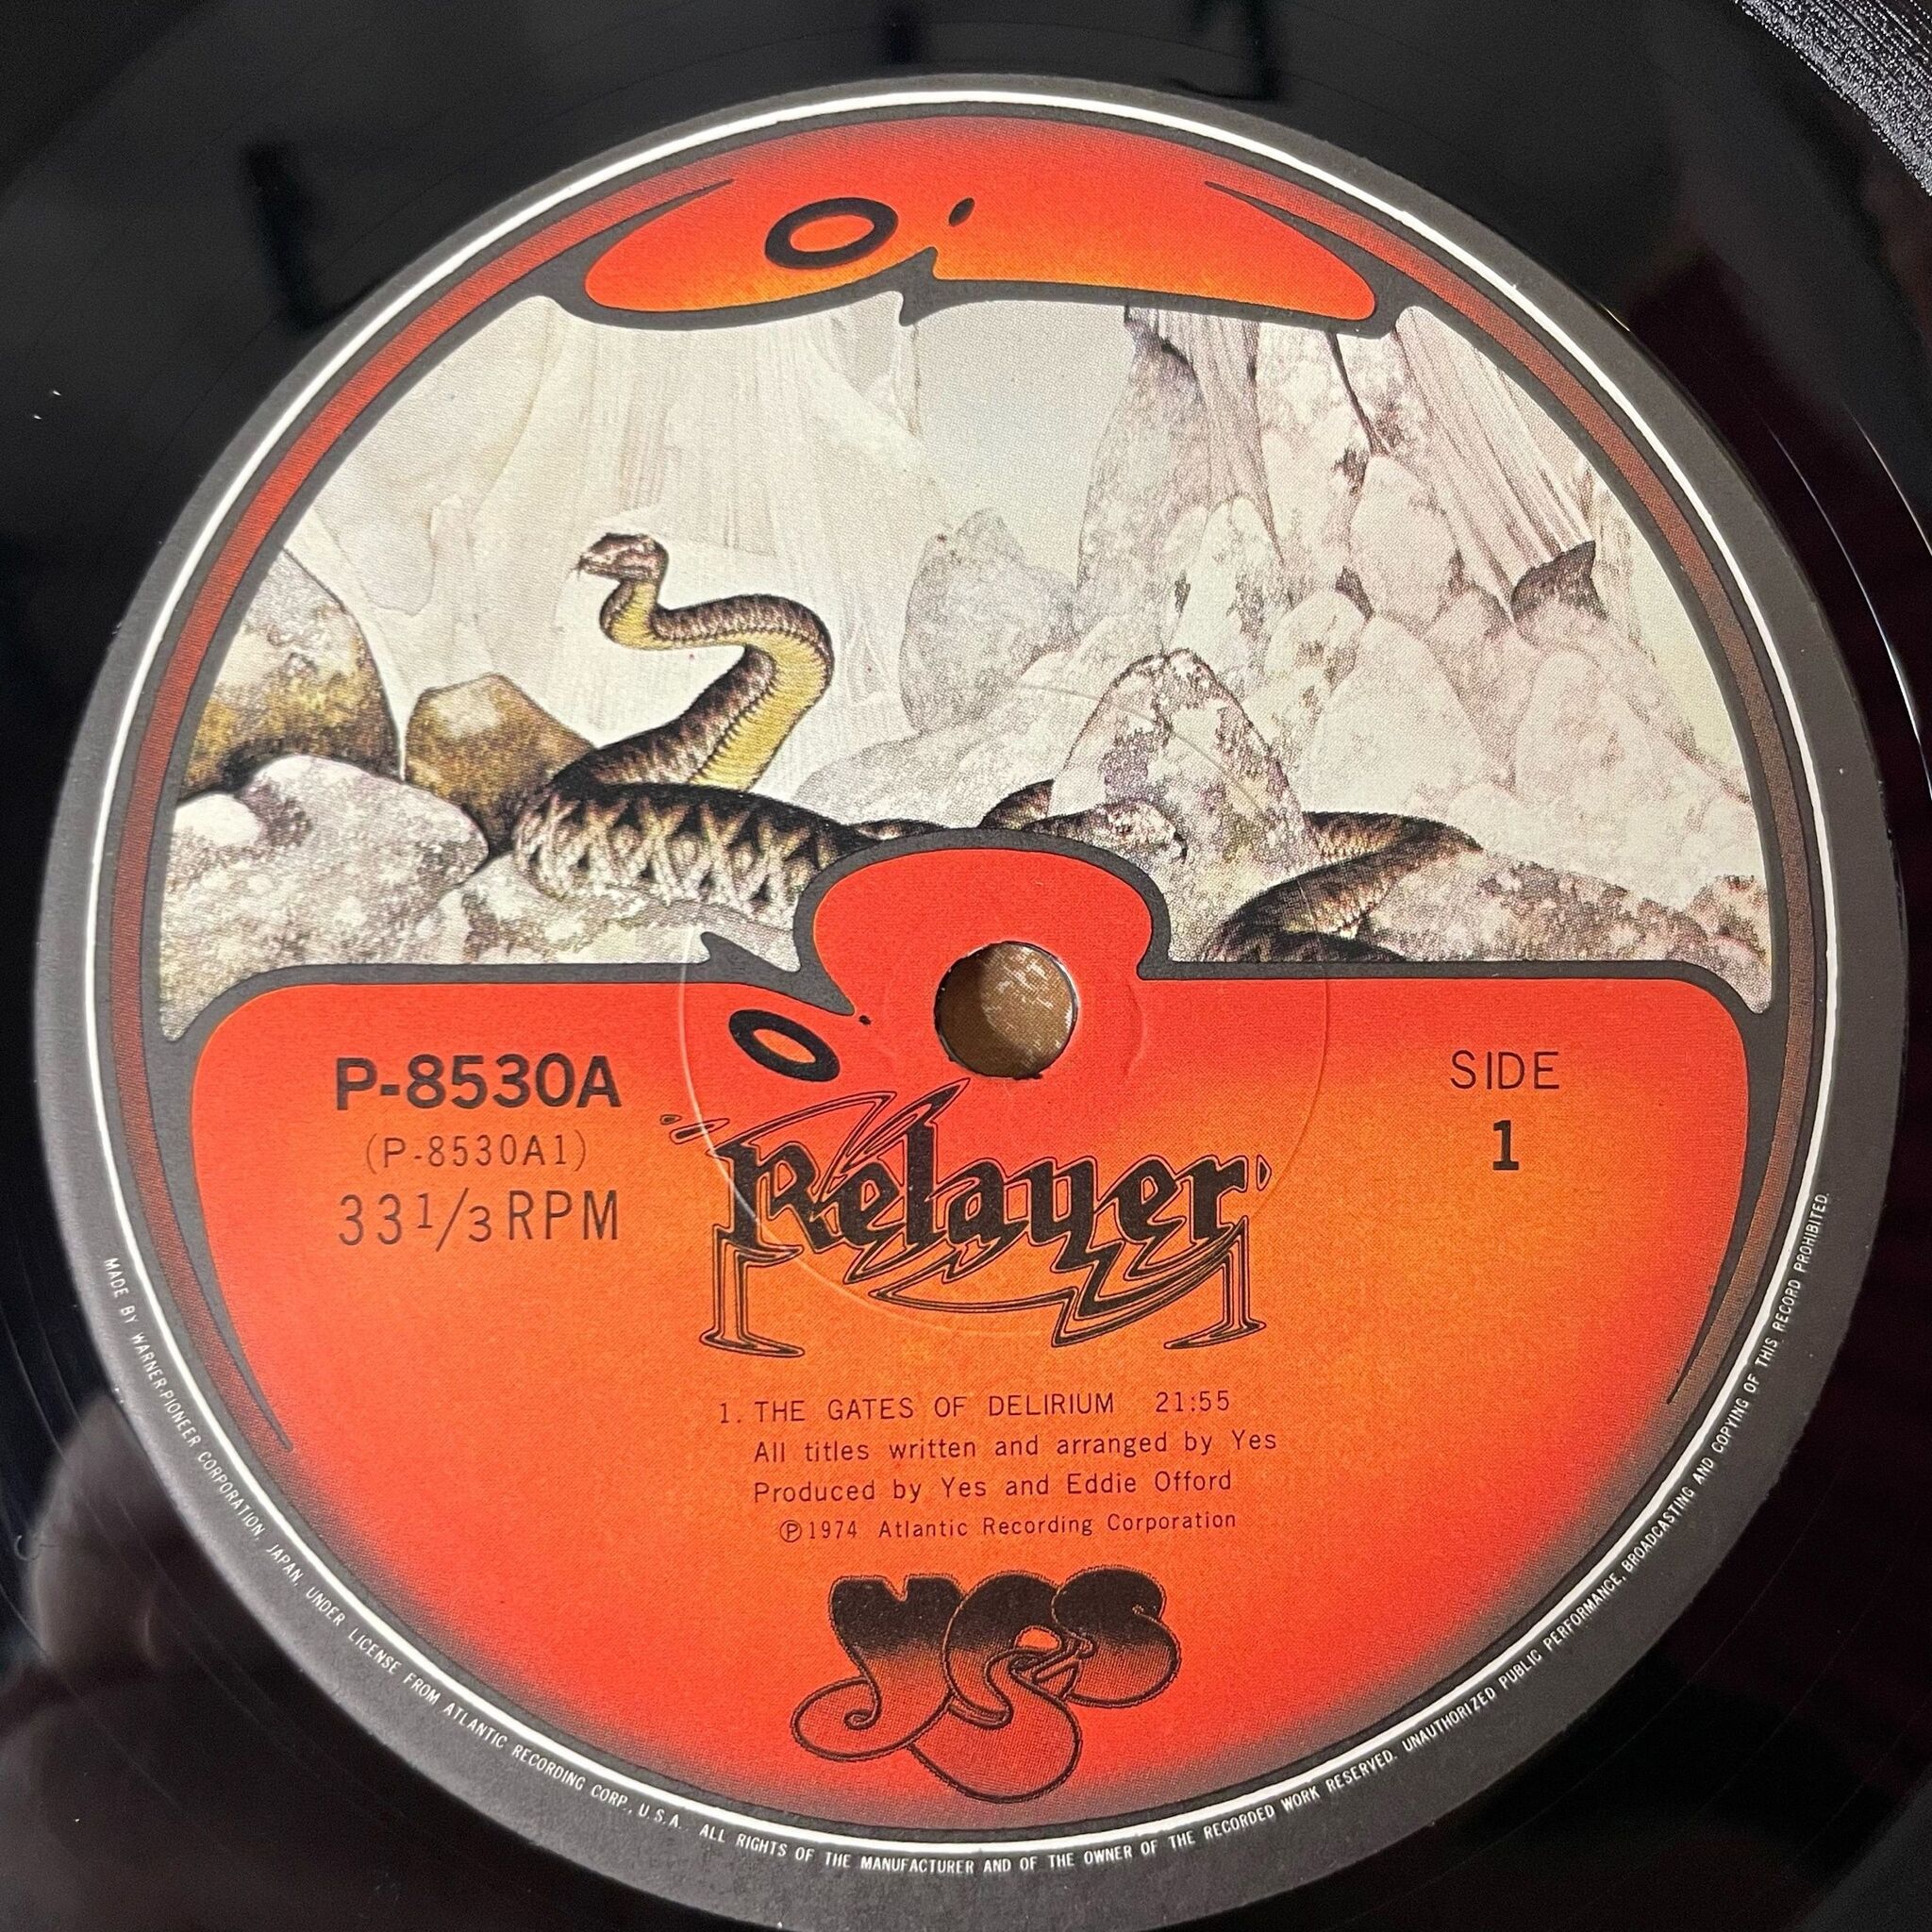 P-8530A
(P-8530A1)
33 1/3 RPM
SIDE
1
Relayer
1. THE GATES OF DELIRIUM 21:55
All titles written and arranged by Yes
Produced by Yes and Eddie Offord
℗1974 Atlantic Recording Corporation
yes
MADE BY WARNER-PIONEER CORPORATION, JAPAN, UNDER LICENSE FROM ATLANTIC RECORDING CORP., U.S.A. ALL RIGHTS OF THE MANUFACTURER AND OF THE OWNER OF THE RECORDED WORK RESERVED. UNAUTHORIZED PUBLIC PERFORMANCE, BROADCASTING AND COPYING OF THIS RECORD PROHIBITED.